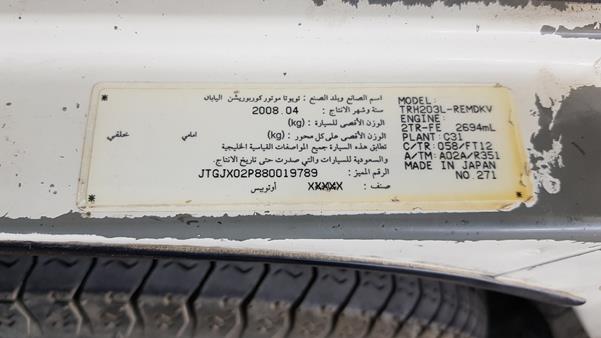 اسم الصانع وبلد الصنع : تويوتا موتور كوربوريشن اليابان
سنة وشهر الانتاج : 2008.04
الوزن الأقصى للسيارة : (kg)
الوزن الأقصى على كل محور : (kg) امامي خلفي
تطابق هذه السيارة جميع المواصفات القياسية الخليجية
والسعودية للسيارات والتي صدرت حتى تاريخ الانتاج.
الرقم المميز : JTGJX02P880019789
صنف : XXXXX أوتوبيس
MODEL:
TRH203L-REMDKV
ENGINE:
2TR-FE 2694mL
PLANT: C31
C/TR: 058/FT12
A/TM: A02A/R351
MADE IN JAPAN
NO.271